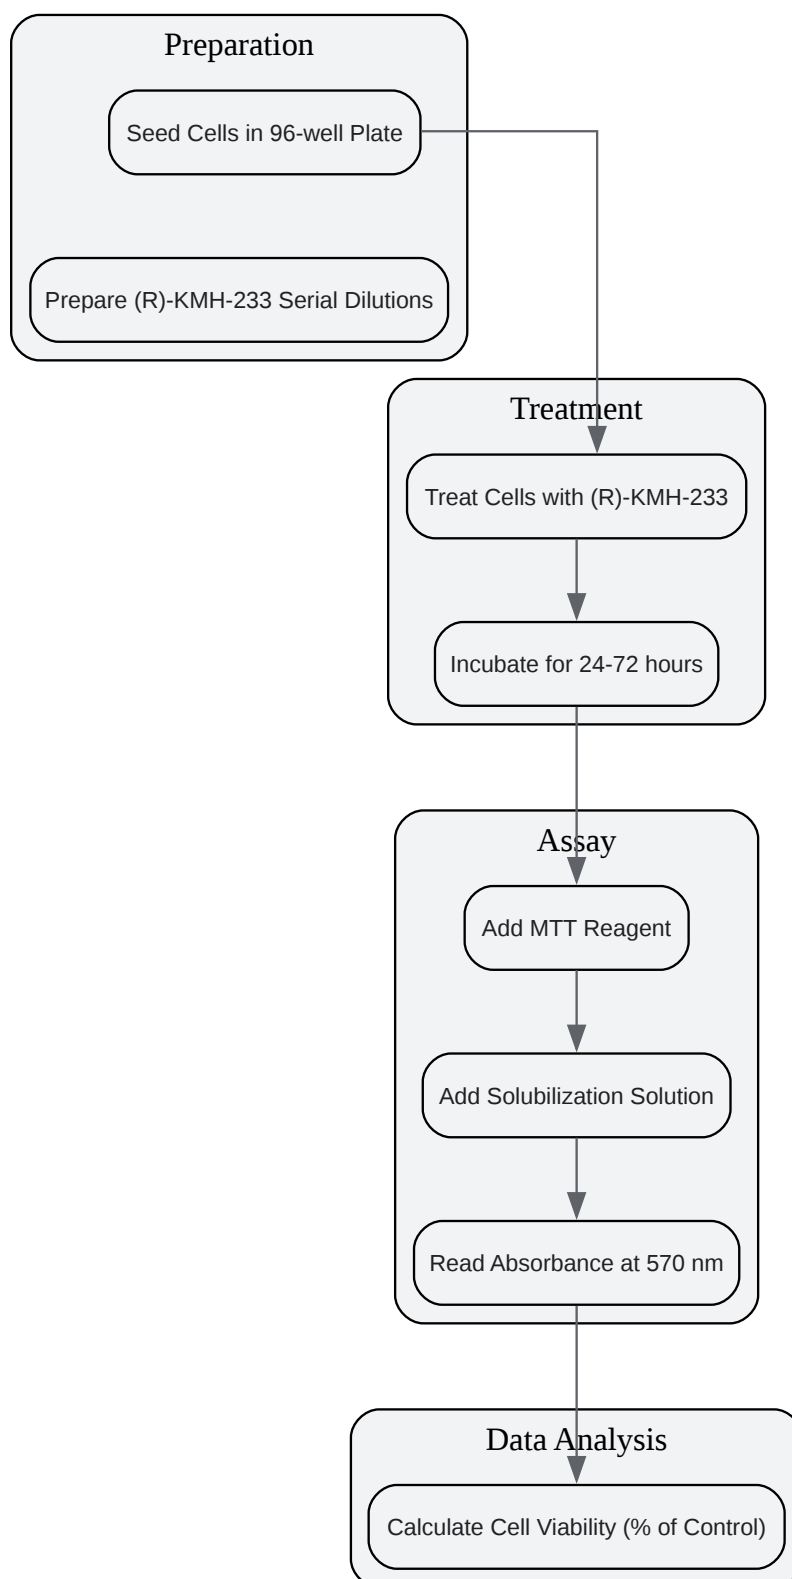 Preparation
Seed Cells in 96-well Plate
Prepare (R)-KMH-233 Serial Dilutions
Treatment
Treat Cells with (R)-KMH-233
Incubate for 24-72 hours
Assay
Add MTT Reagent
Add Solubilization Solution
Read Absorbance at 570 nm
Data Analysis
Calculate Cell Viability (% of Control)